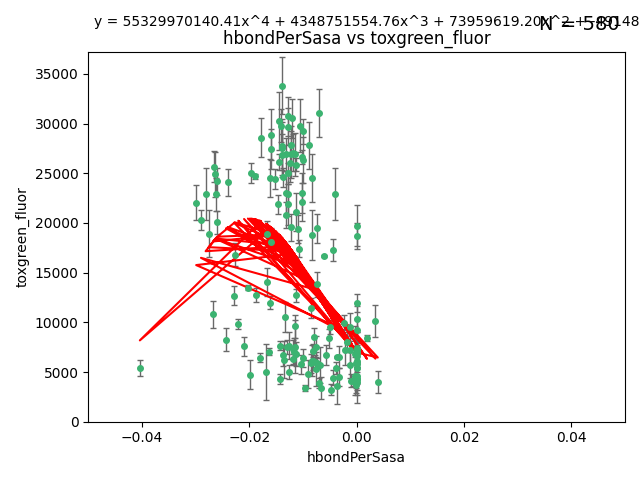 y = 55329970140.41x^4 + 4348751554.76x^3 + 73959619.20x^2 +
N = 580
hbondPerSasa vs toxgreen_fluor
35000
30000
25000
20000
15000
10000
5000
0
toxgreen_fluor
−0.04
−0.02
0.00
0.02
0.04
hbondPerSasa